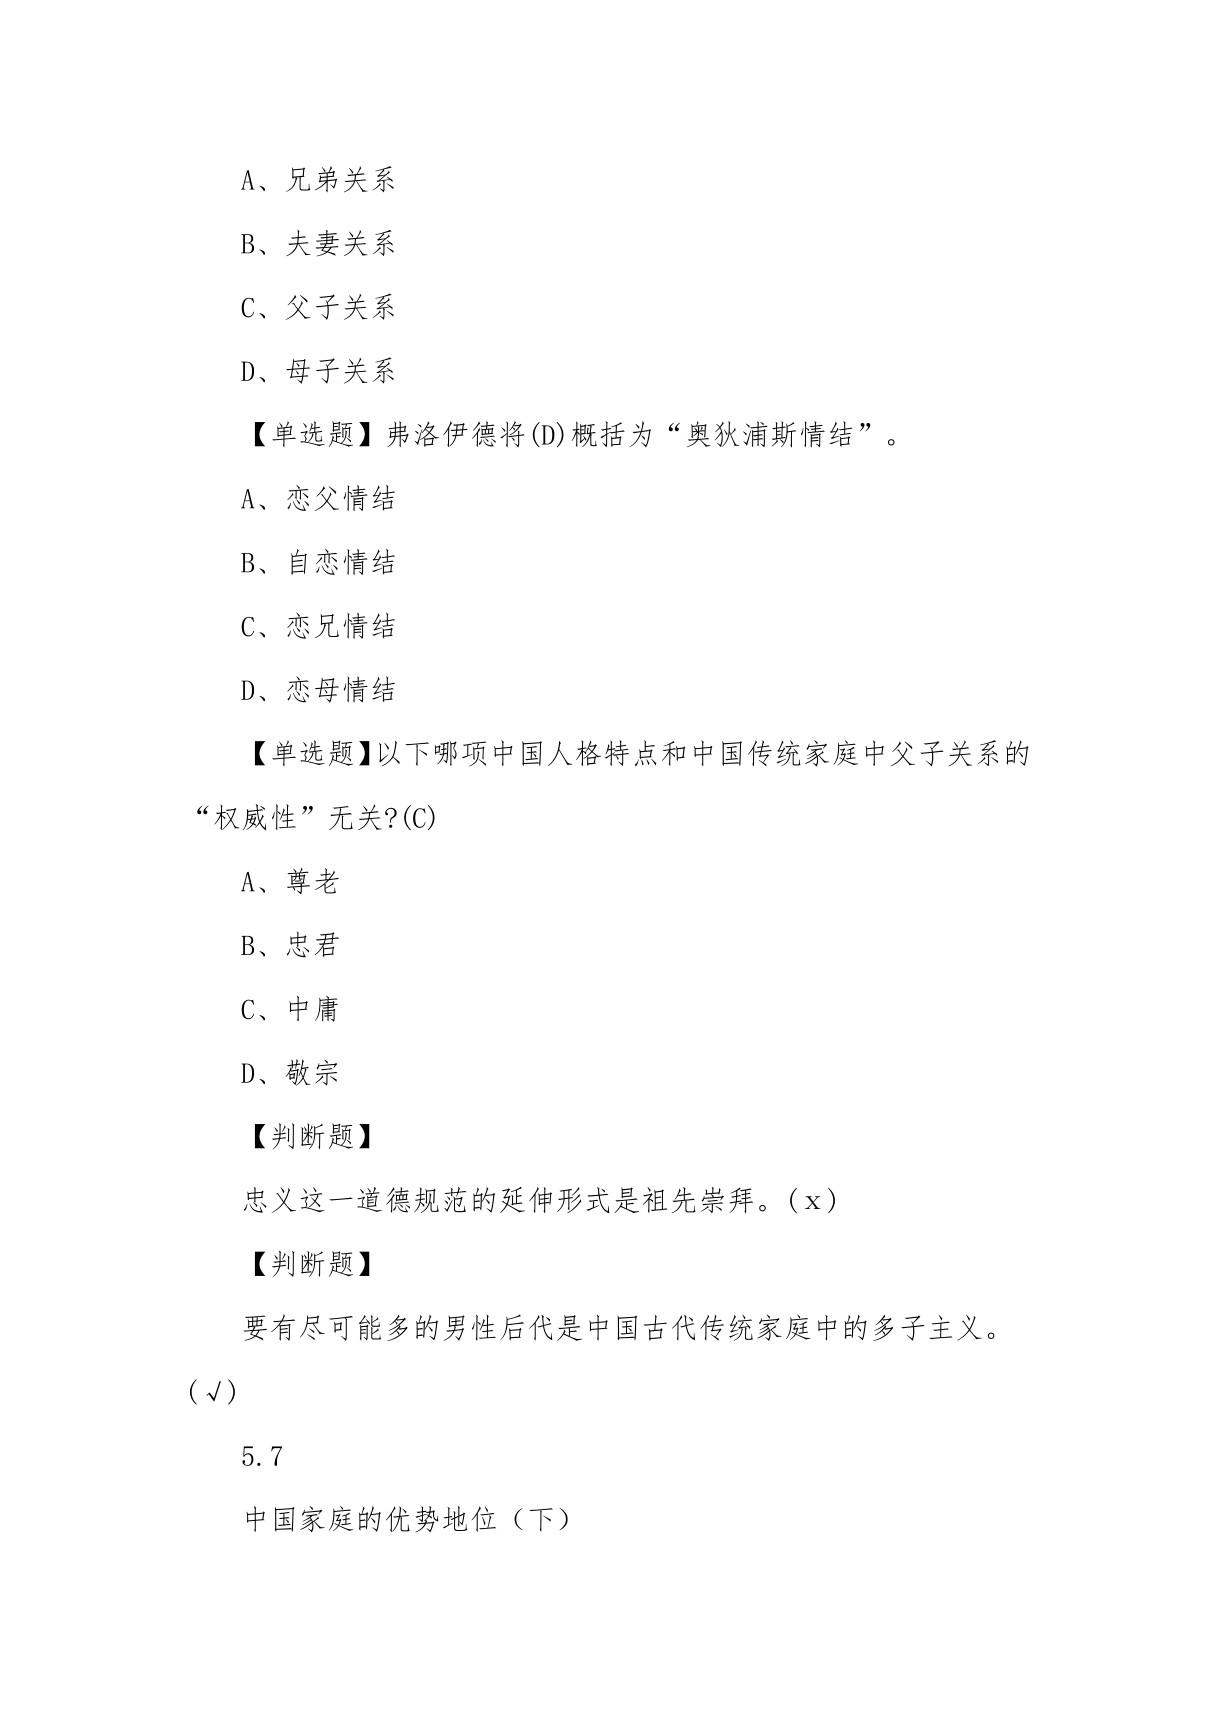 A、兄弟关系
B、夫妻关系
C、父子关系
D、母子关系
【单选题】弗洛伊德将(D)概括为“奥狄浦斯情结”。
A、恋父情结
B、自恋情结
C、恋兄情结
D、恋母情结
【单选题】以下哪项中国人格特点和中国传统家庭中父子关系的
“权威性”无关?(C)
A、尊老
B、忠君
C、中庸
D、敬宗
【判断题】
忠义这一道德规范的延伸形式是祖先崇拜。(x)
【判断题】
要有尽可能多的男性后代是中国古代传统家庭中的多子主义。
(√)
5.7
中国家庭的优势地位（下）